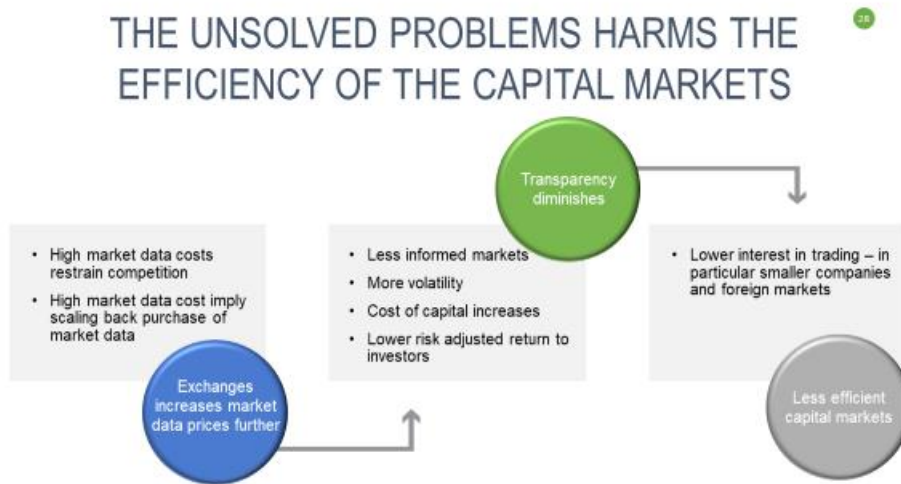 THE UNSOLVED PROBLEMS HARMS THE
EFFICIENCY OF THE CAPITAL MARKETS
28
• High market data costs
restrain competition
• High market data cost imply
scaling back purchase of
market data
Exchanges
increases market
data prices further
• Less informed markets
• More volatility
• Cost of capital increases
• Lower risk adjusted return to
investors
Transparency
diminishes
• Lower interest in trading – in
particular smaller companies
and foreign markets
Less efficient
capital markets